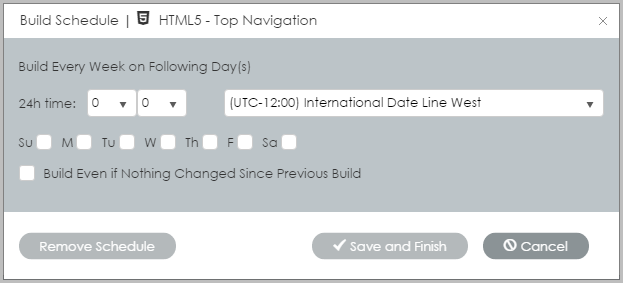 Build Schedule | HTML5 - Top Navigation
Build Every Week on Following Day(s)
24h time: 0 0 (UTC-12:00) International Date Line West
Su M Tu W Th F Sa
Build Even if Nothing Changed Since Previous Build
Remove Schedule Save and Finish Cancel